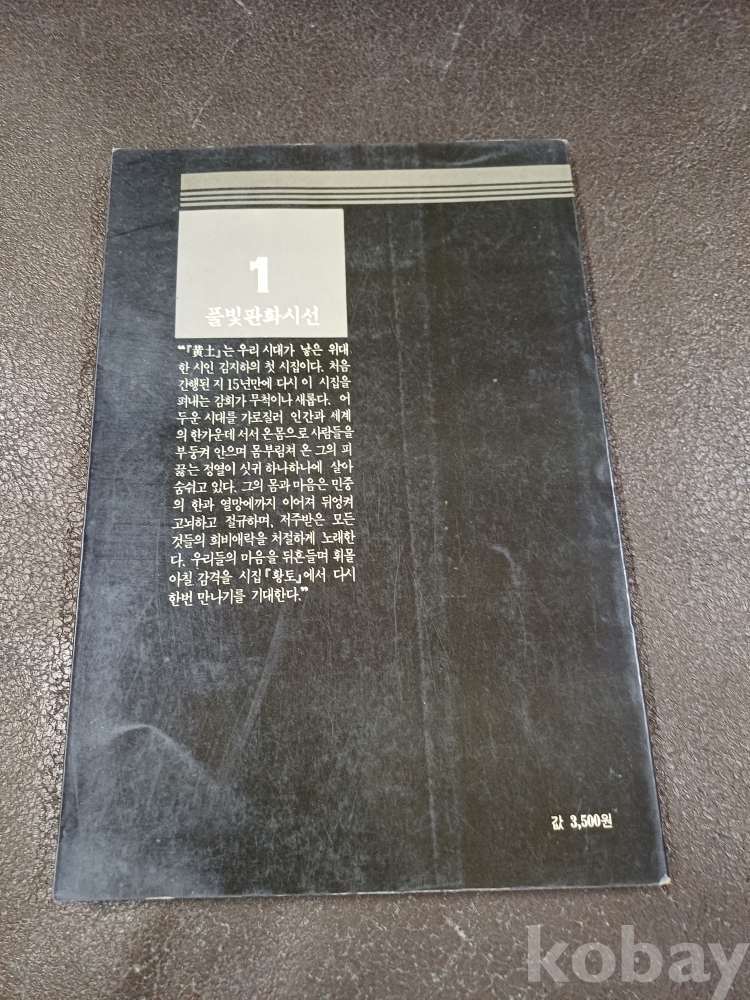 1
풀빛판화시선
“『黃土』는 우리 시대가 낳은 위대
한 시인 김지하의 첫 시집이다. 처음
간행된 지 15년만에 다시 이 시집을
펴내는 감회가 무척이나 새롭다. 어
두운 시대를 가로질러 인간과 세계
의 한가운데 서서 온몸으로 사람들을
부둥켜 안으며 몸부림쳐 온 그의 피
끓는 정열이 싯귀 하나하나에 살아
숨쉬고 있다. 그의 몸과 마음은 민중
의 한과 열망에까지 이어져 뒤엉켜
고뇌하고 절규하며, 저주받은 모든
것들의 희비애락을 처절하게 노래한
다. 우리들의 마음을 뒤흔들며 휘몰
아칠 감격을 시집 『황토』에서 다시
한번 만나기를 기대한다.”
값 3,500원
kobay